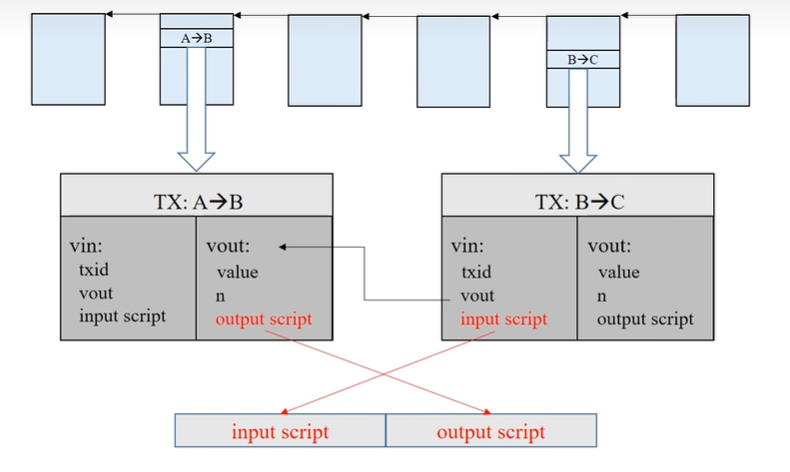 A→B
B→C
TX: A→B
vin:
txid
vout
input script
vout:
value
n
output script
TX: B→C
vin:
txid
vout
input script
vout:
value
n
output script
input script
output script